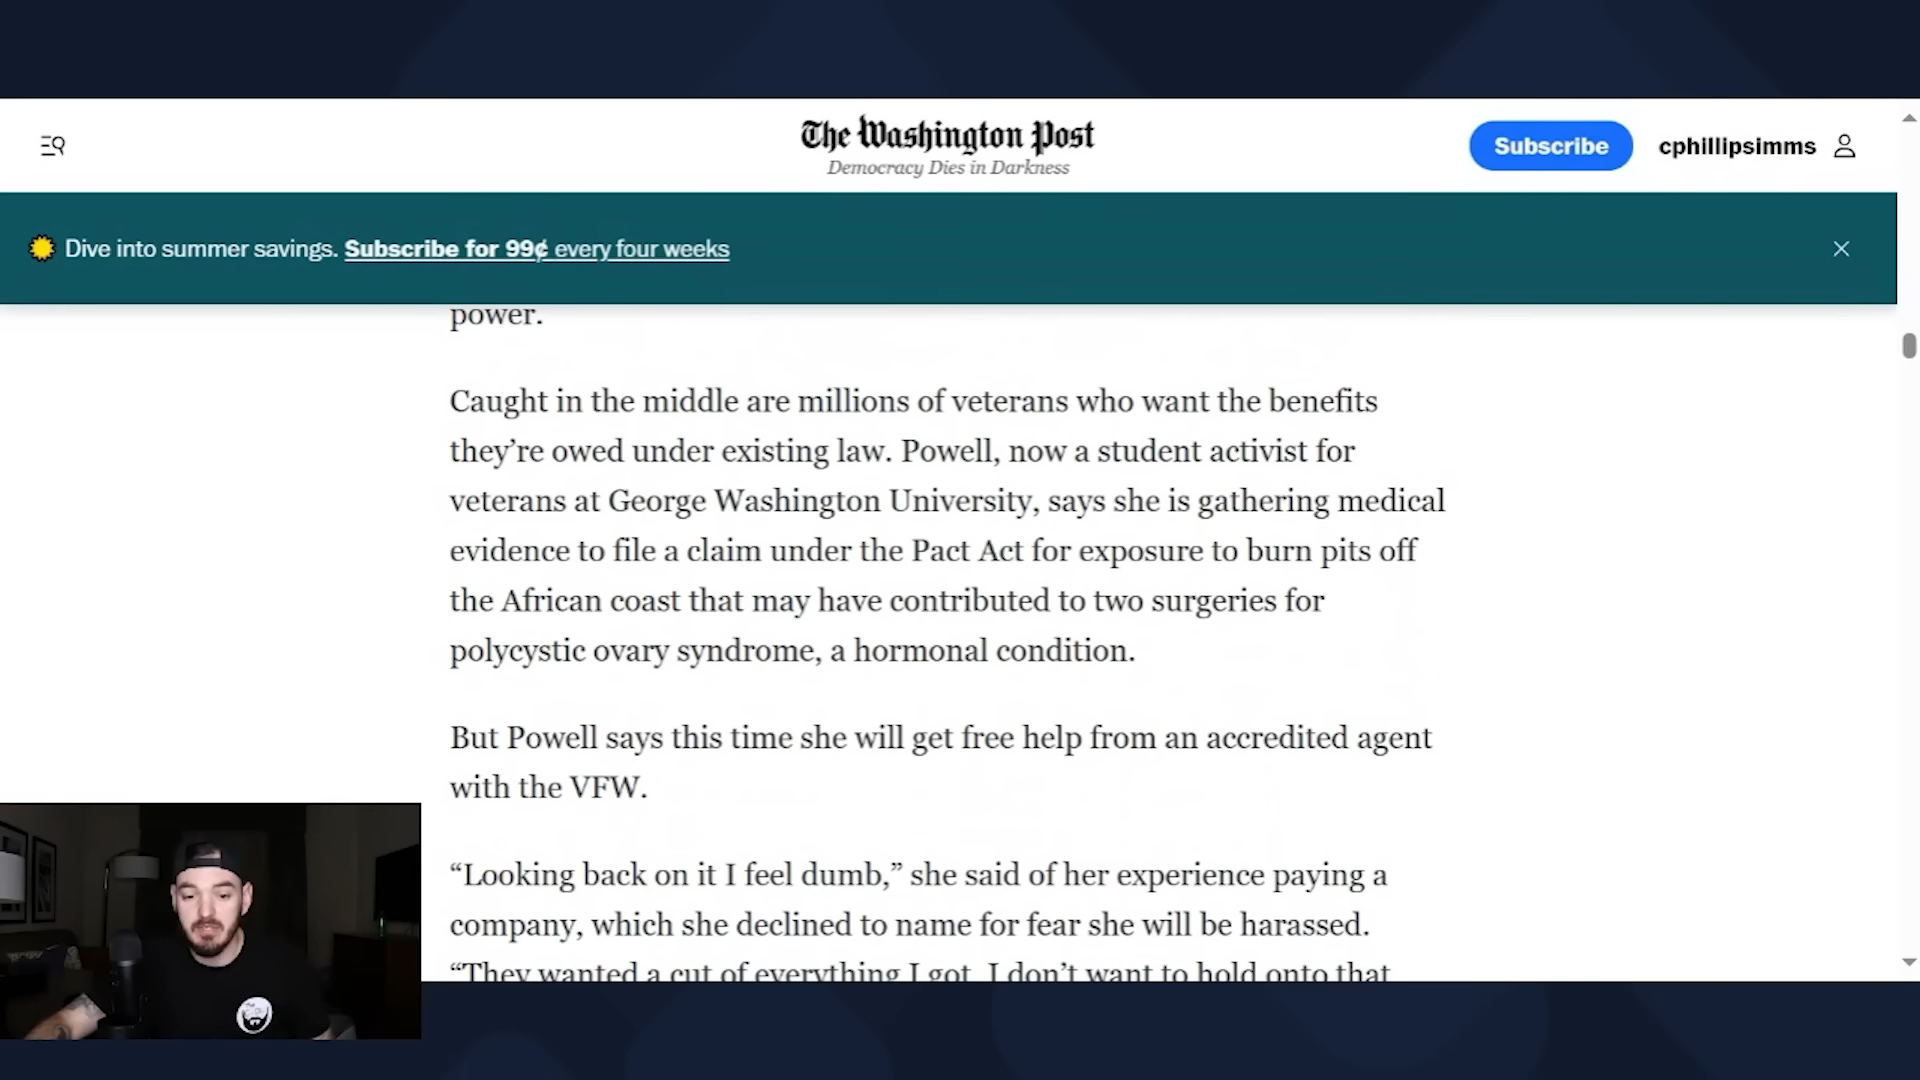 The Washington Post
Democracy Dies in Darkness
Subscribe
cphillipsimms
Dive into summer savings. Subscribe for 99¢ every four weeks
power.
Caught in the middle are millions of veterans who want the benefits
they’re owed under existing law. Powell, now a student activist for
veterans at George Washington University, says she is gathering medical
evidence to file a claim under the Pact Act for exposure to burn pits off
the African coast that may have contributed to two surgeries for
polycystic ovary syndrome, a hormonal condition.
But Powell says this time she will get free help from an accredited agent
with the VFW.
“Looking back on it I feel dumb,” she said of her experience paying a
company, which she declined to name for fear she will be harassed.
“They wanted a cut of everything I got. I don’t want to hold onto that